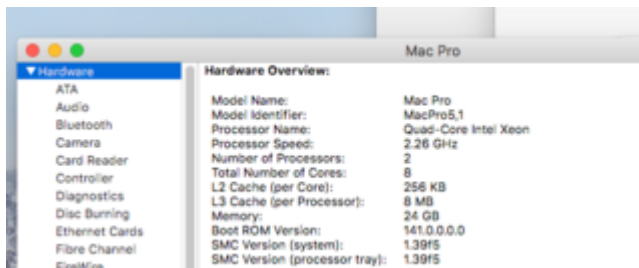 Mac Pro
Hardware
ATA
Audio
Bluetooth
Camera
Card Reader
Controller
Diagnostics
Disc Burning
Ethernet Cards
Fibre Channel
FireWire
Hardware Overview:
Model Name: Mac Pro
Model Identifier: MacPro5,1
Processor Name: Quad-Core Intel Xeon
Processor Speed: 2.26 GHz
Number of Processors: 2
Total Number of Cores: 8
L2 Cache (per Core): 256 KB
L3 Cache (per Processor): 8 MB
Memory: 24 GB
Boot ROM Version: 141.0.0.0.0
SMC Version (system): 1.39f5
SMC Version (processor tray): 1.39f5